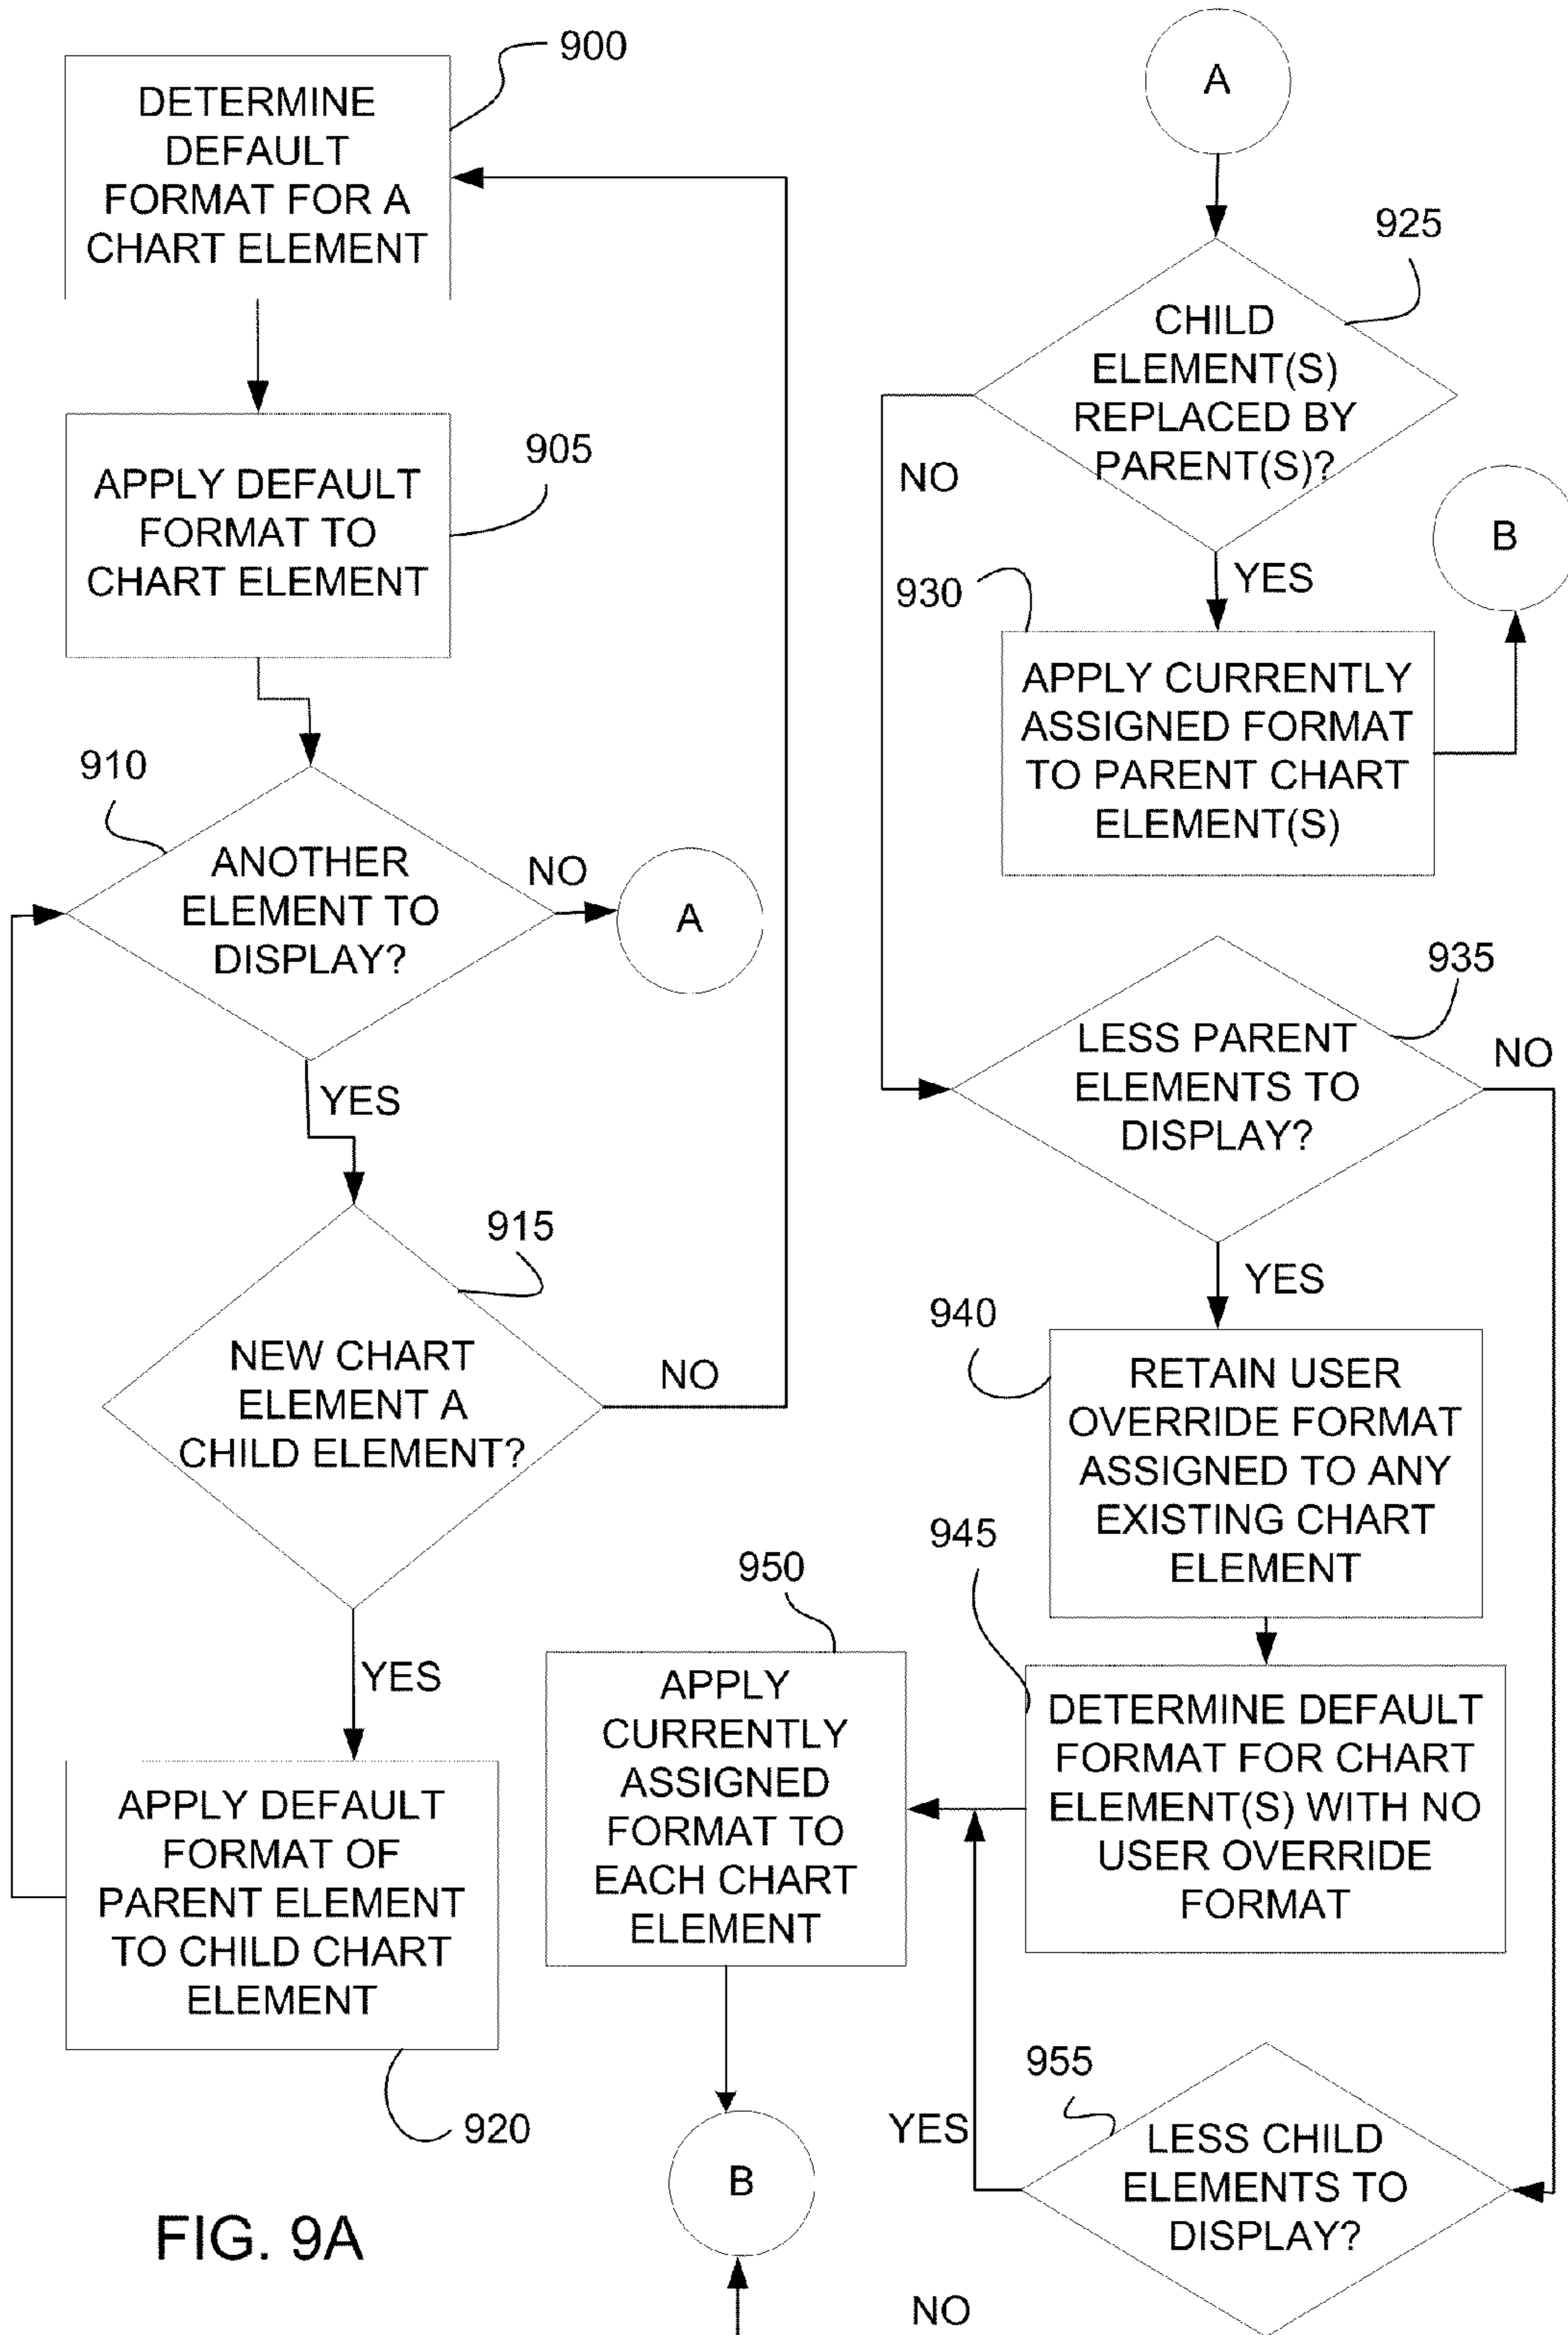 900
DETERMINE
DEFAULT
FORMAT FOR A
CHART ELEMENT
905
APPLY DEFAULT
FORMAT TO
CHART ELEMENT
910
ANOTHER
ELEMENT TO
DISPLAY?
NO
A
YES
915
NEW CHART
ELEMENT A
CHILD ELEMENT?
NO
YES
APPLY DEFAULT
FORMAT OF
PARENT ELEMENT
TO CHILD CHART
ELEMENT
920
A
925
CHILD
ELEMENT(S)
REPLACED BY
PARENT(S)?
NO
YES
B
930
APPLY CURRENTLY
ASSIGNED FORMAT
TO PARENT CHART
ELEMENT(S)
935
LESS PARENT
ELEMENTS TO
DISPLAY?
NO
YES
940
RETAIN USER
OVERRIDE FORMAT
ASSIGNED TO ANY
EXISTING CHART
ELEMENT
945
DETERMINE DEFAULT
FORMAT FOR CHART
ELEMENT(S) WITH NO
USER OVERRIDE
FORMAT
950
APPLY
CURRENTLY
ASSIGNED
FORMAT TO
EACH CHART
ELEMENT
955
YES
LESS CHILD
ELEMENTS TO
DISPLAY?
B
NO
FIG. 9A